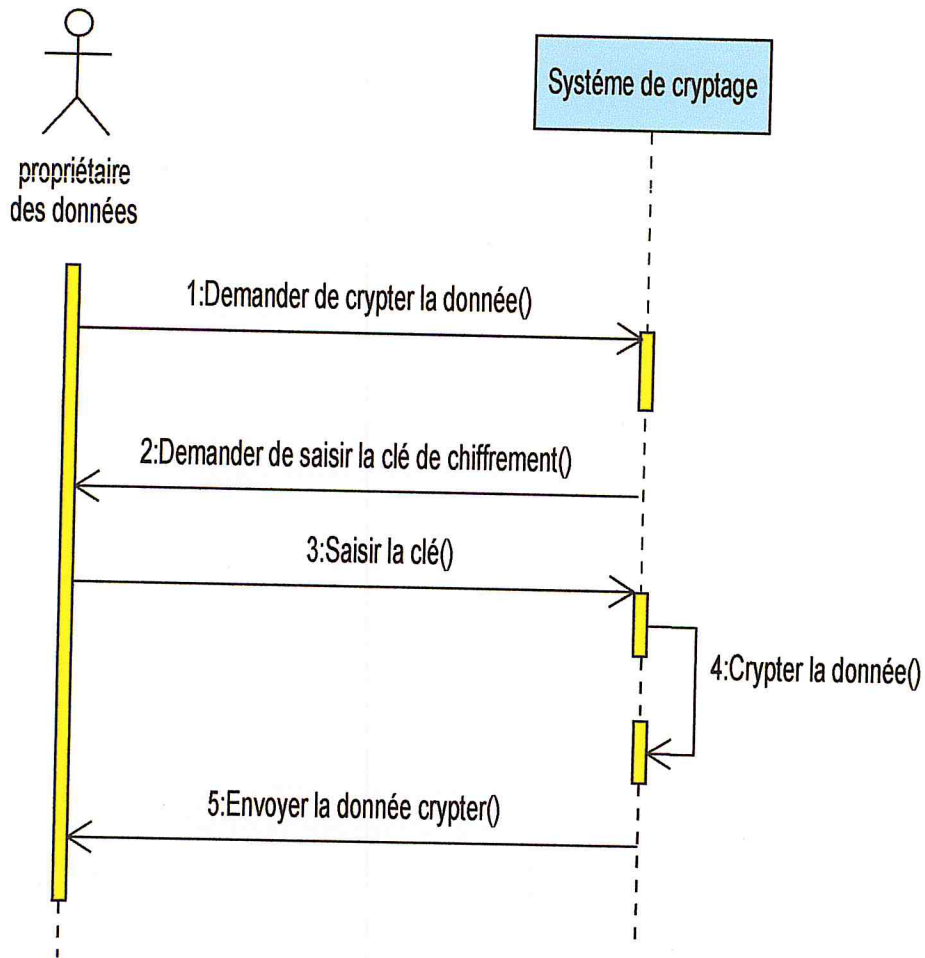 Systéme de cryptage
propriétaire
des données
1:Demander de crypter la donnée()
2:Demander de saisir la clé de chiffrement()
3:Saisir la clé()
4:Crypter la donnée()
5:Envoyer la donnée crypter()